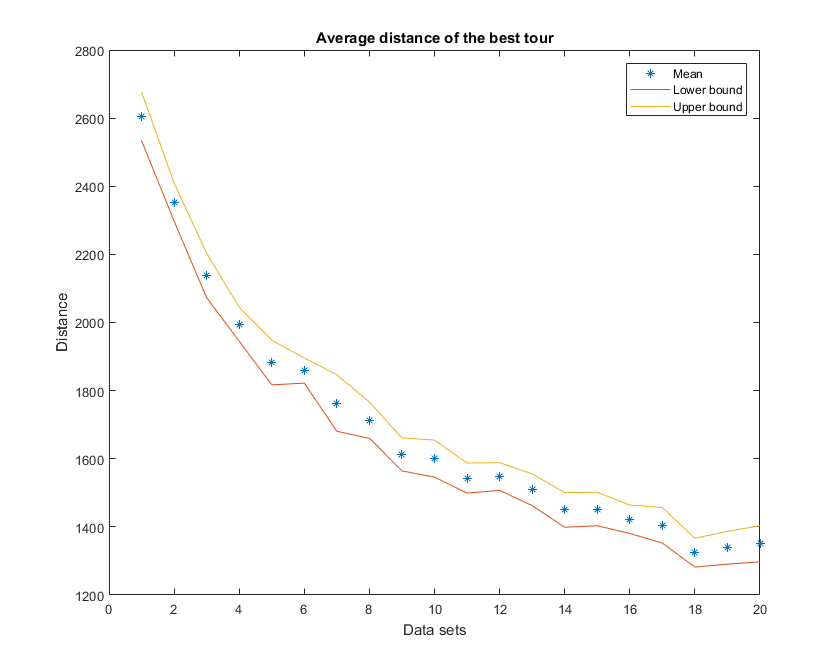 Average distance of the best tour
2800
2600
2400
2200
2000
1800
1600
1400
1200
Distance
Mean
Lower bound
Upper bound
0 2 4 6 8 10 12 14 16 18 20
Data sets